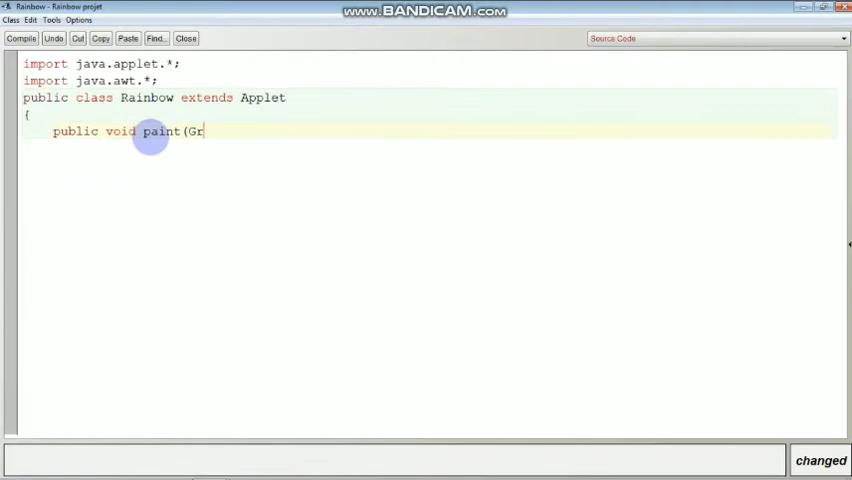 Rainbow - Rainbow projet
www.BANDICAM.com
Class Edit Tools Options
Compile Undo Cut Copy Paste Find... Close
Source Code
import java.applet.*;
import java.awt.*;
public class Rainbow extends Applet
{
public void paint(Gr
changed